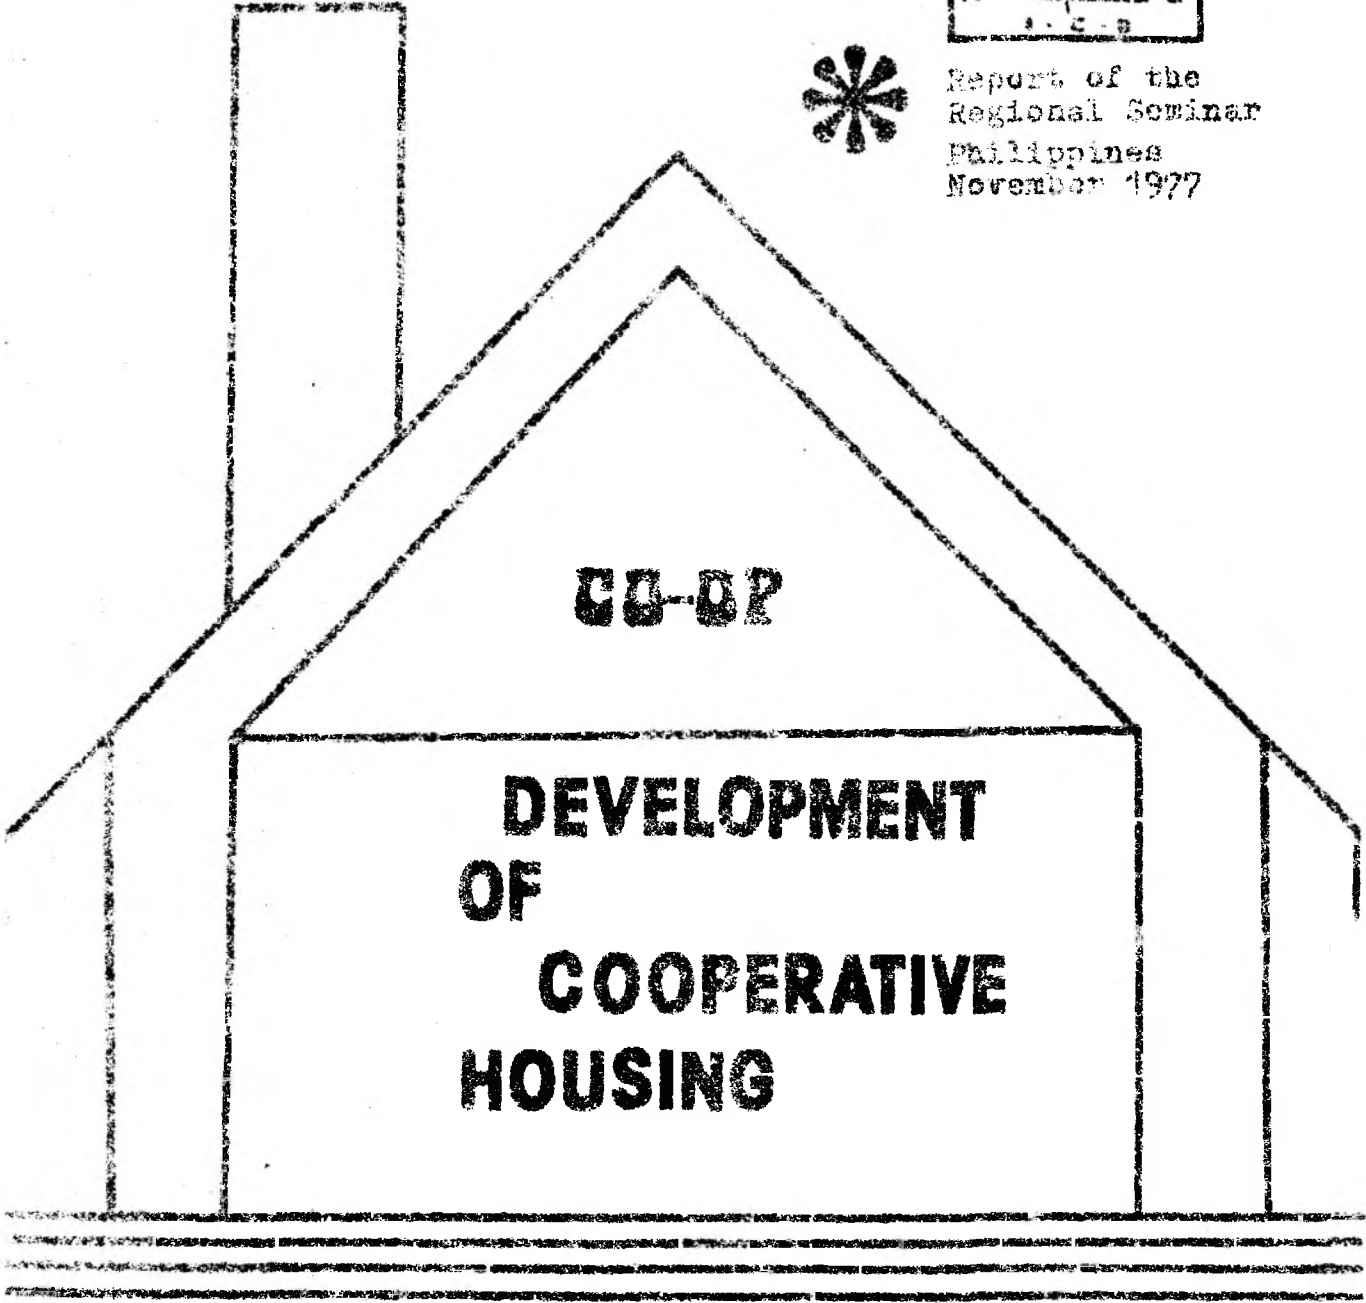 Report of the
Regional Seminar
Philippines
November 1977
CO-OP
DEVELOPMENT
OF
COOPERATIVE
HOUSING